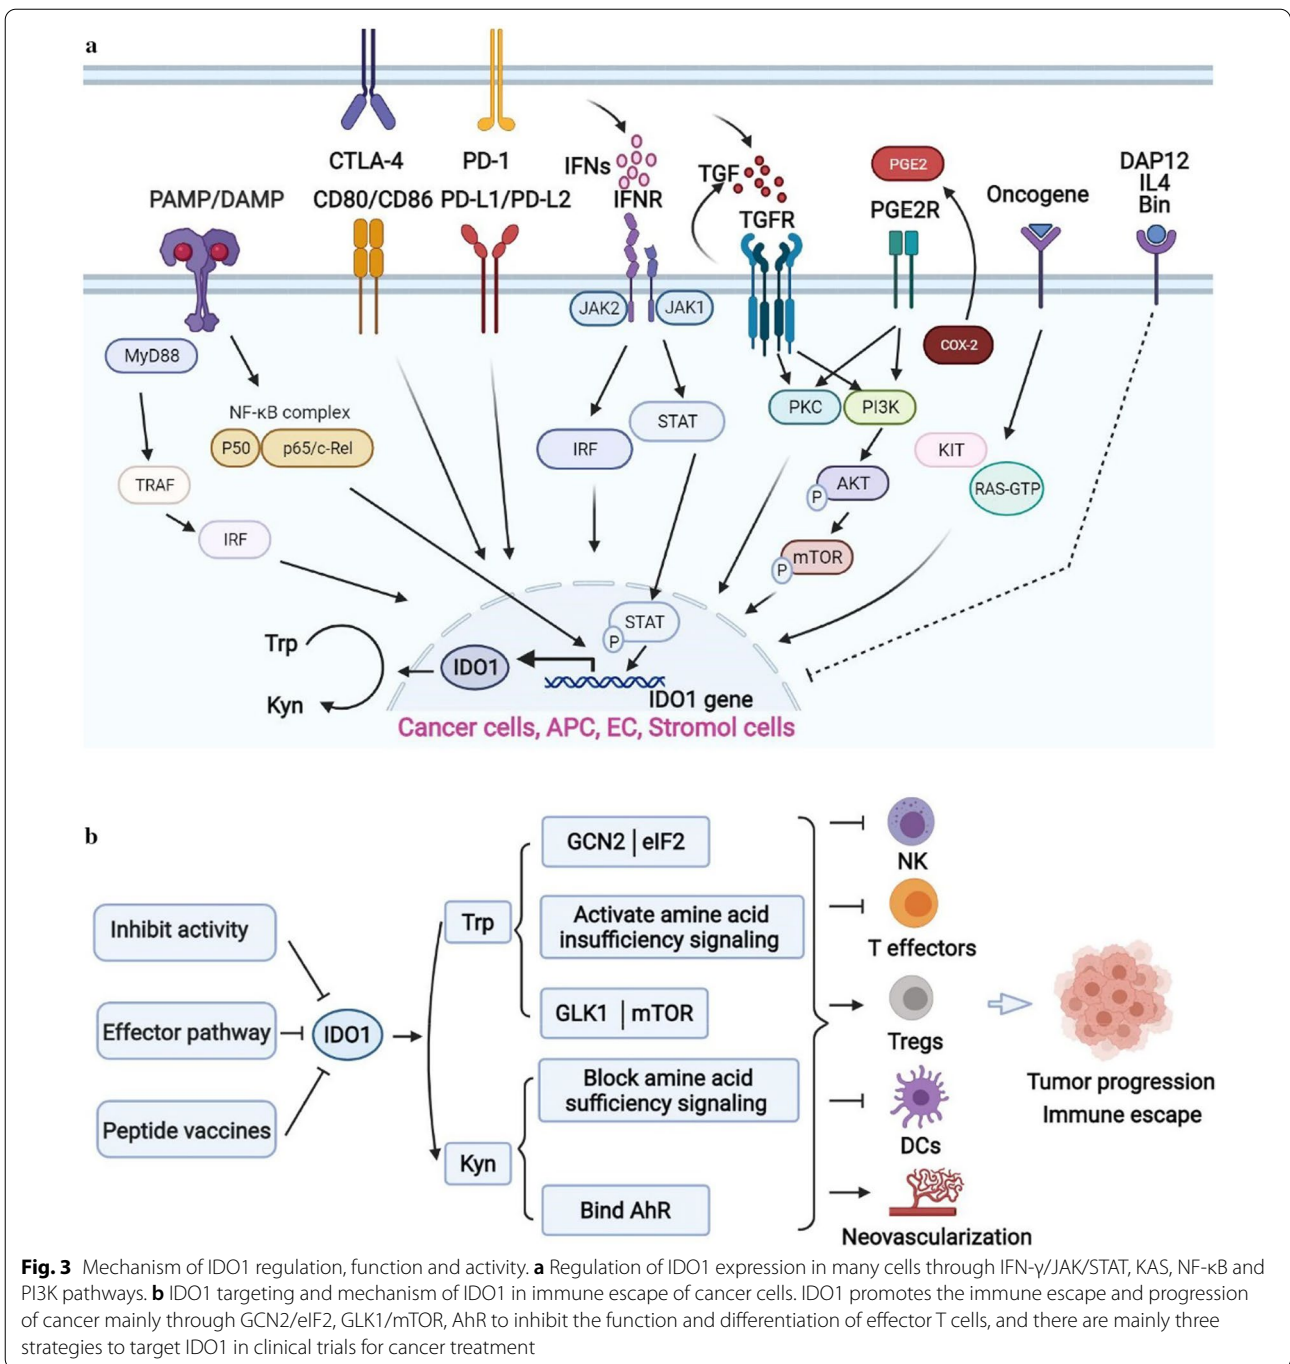 a
CTLA-4
PD-1
IFNs
TGF
PGE2
DAP12
IL4
Bin
PAMP/DAMP
CD80/CD86
PD-L1/PD-L2
IFNR
TGFR
PGE2R
Oncogene
JAK2
JAK1
MyD88
COX-2
NF-κB complex
P50
p65/c-Rel
IRF
STAT
PKC
PI3K
KIT
RAS-GTP
TRAF
IRF
AKT
P
mTOR
P
STAT
P
Trp
Kyn
IDO1
IDO1 gene
Cancer cells, APC, EC, Stromol cells
b
Inhibit activity
Effector pathway
Peptide vaccines
IDO1
Trp
Kyn
GCN2 | eIF2
Activate amine acid
insufficiency signaling
GLK1 | mTOR
Block amine acid
sufficiency signaling
Bind AhR
NK
T effectors
Tregs
DCs
Neovascularization
Tumor progression
Immune escape
Fig. 3 Mechanism of IDO1 regulation, function and activity. a Regulation of IDO1 expression in many cells through IFN-γ/JAK/STAT, KAS, NF-κB and
PI3K pathways. b IDO1 targeting and mechanism of IDO1 in immune escape of cancer cells. IDO1 promotes the immune escape and progression
of cancer mainly through GCN2/eIF2, GLK1/mTOR, AhR to inhibit the function and differentiation of effector T cells, and there are mainly three
strategies to target IDO1 in clinical trials for cancer treatment